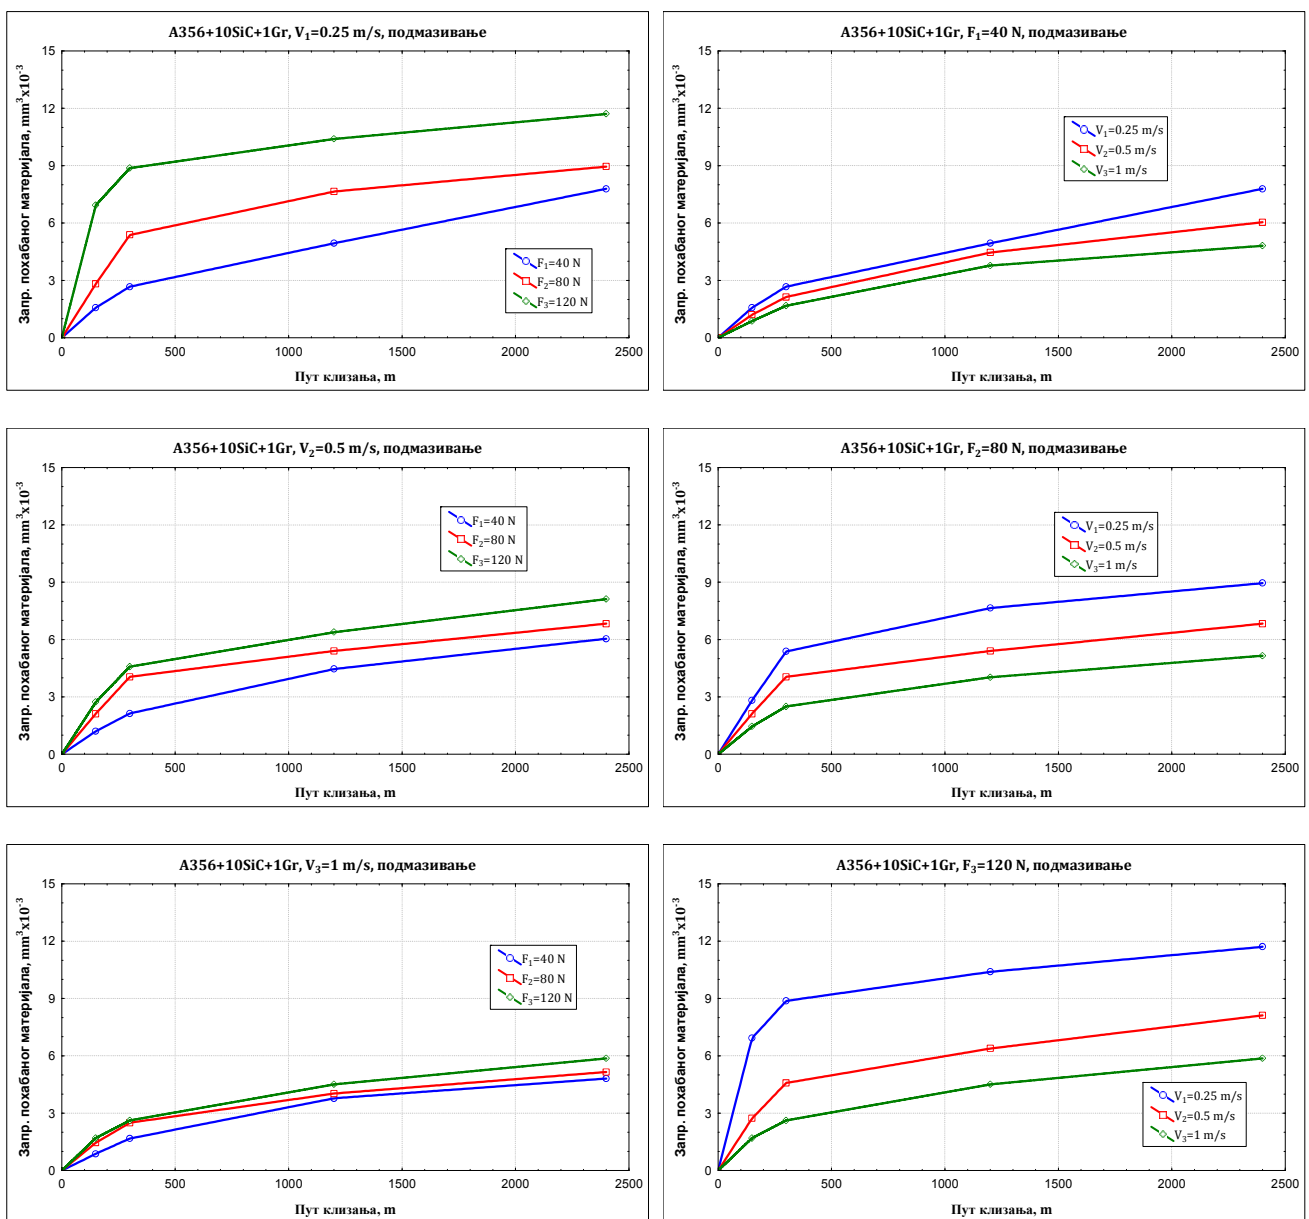 A356+10SiC+1Gr, V₁=0.25 m/s, подмазивање
Запр. похабаног материјала, mm³x10⁻³
15
12
9
6
3
0
F₁=40 N
F₂=80 N
F₃=120 N
0 500 1000 1500 2000 2500
Пут клизања, m
A356+10SiC+1Gr, F₁=40 N, подмазивање
Запр. похабаног материјала, mm³x10⁻³
15
12
9
6
3
0
V₁=0.25 m/s
V₂=0.5 m/s
V₃=1 m/s
0 500 1000 1500 2000 2500
Пут клизања, m
A356+10SiC+1Gr, V₂=0.5 m/s, подмазивање
Запр. похабаног материјала, mm³x10⁻³
15
12
9
6
3
0
F₁=40 N
F₂=80 N
F₃=120 N
0 500 1000 1500 2000 2500
Пут клизања, m
A356+10SiC+1Gr, F₂=80 N, подмазивање
Запр. похабаног материјала, mm³x10⁻³
15
12
9
6
3
0
V₁=0.25 m/s
V₂=0.5 m/s
V₃=1 m/s
0 500 1000 1500 2000 2500
Пут клизања, m
A356+10SiC+1Gr, V₃=1 m/s, подмазивање
Запр. похабаног материјала, mm³x10⁻³
15
12
9
6
3
0
F₁=40 N
F₂=80 N
F₃=120 N
0 500 1000 1500 2000 2500
Пут клизања, m
A356+10SiC+1Gr, F₃=120 N, подмазивање
Запр. похабаног материјала, mm³x10⁻³
15
12
9
6
3
0
V₁=0.25 m/s
V₂=0.5 m/s
V₃=1 m/s
0 500 1000 1500 2000 2500
Пут клизања, m